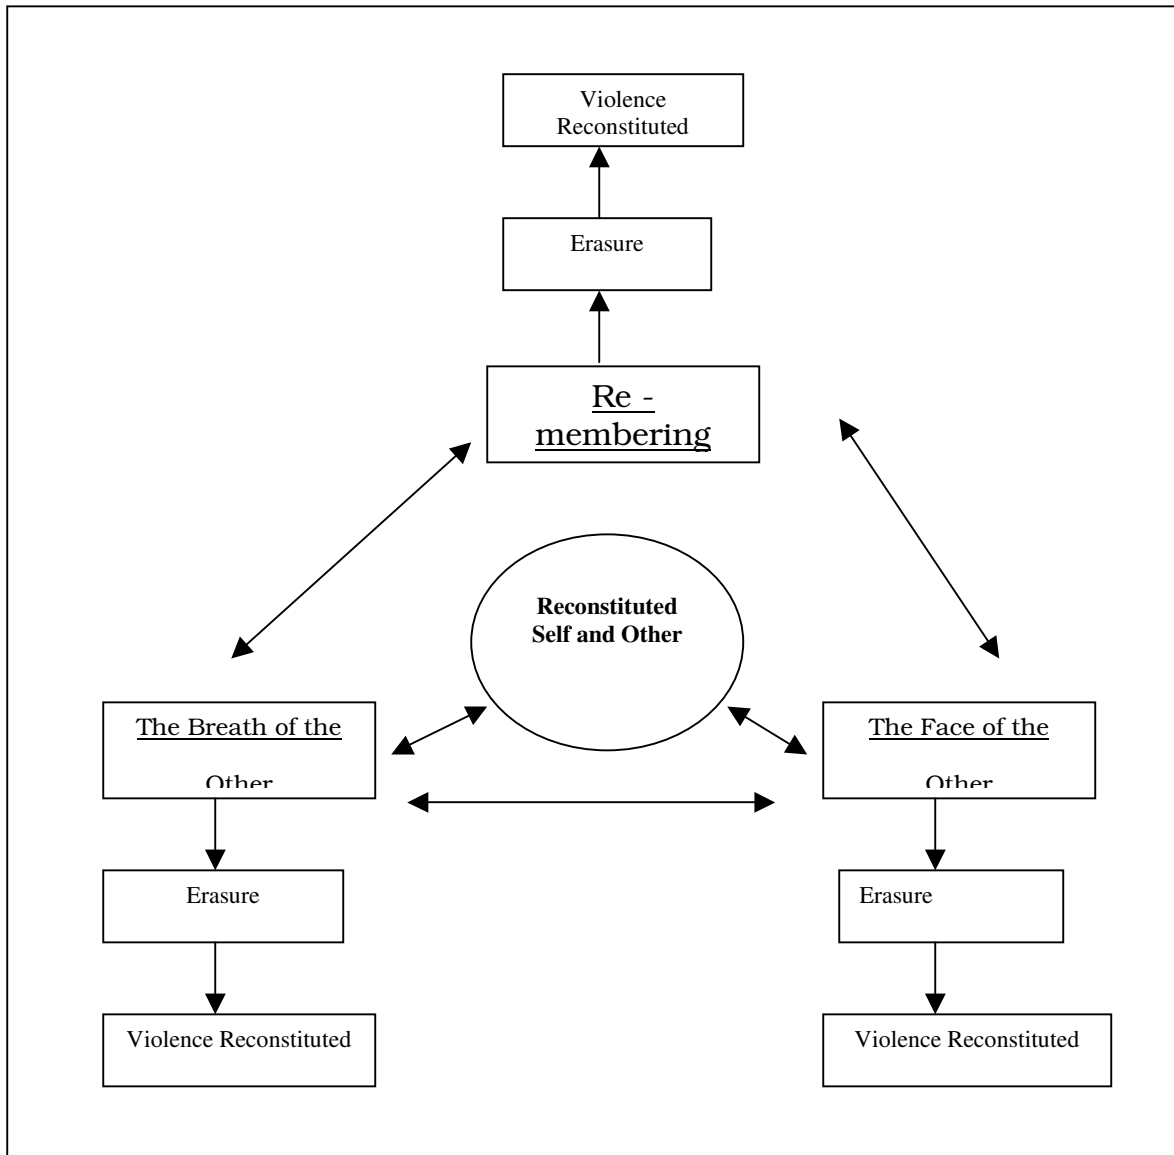 Violence
Reconstituted
Erasure
Re -
membering
Reconstituted
Self and Other
The Breath of the
Other
The Face of the
Other
Erasure
Erasure
Violence Reconstituted
Violence Reconstituted